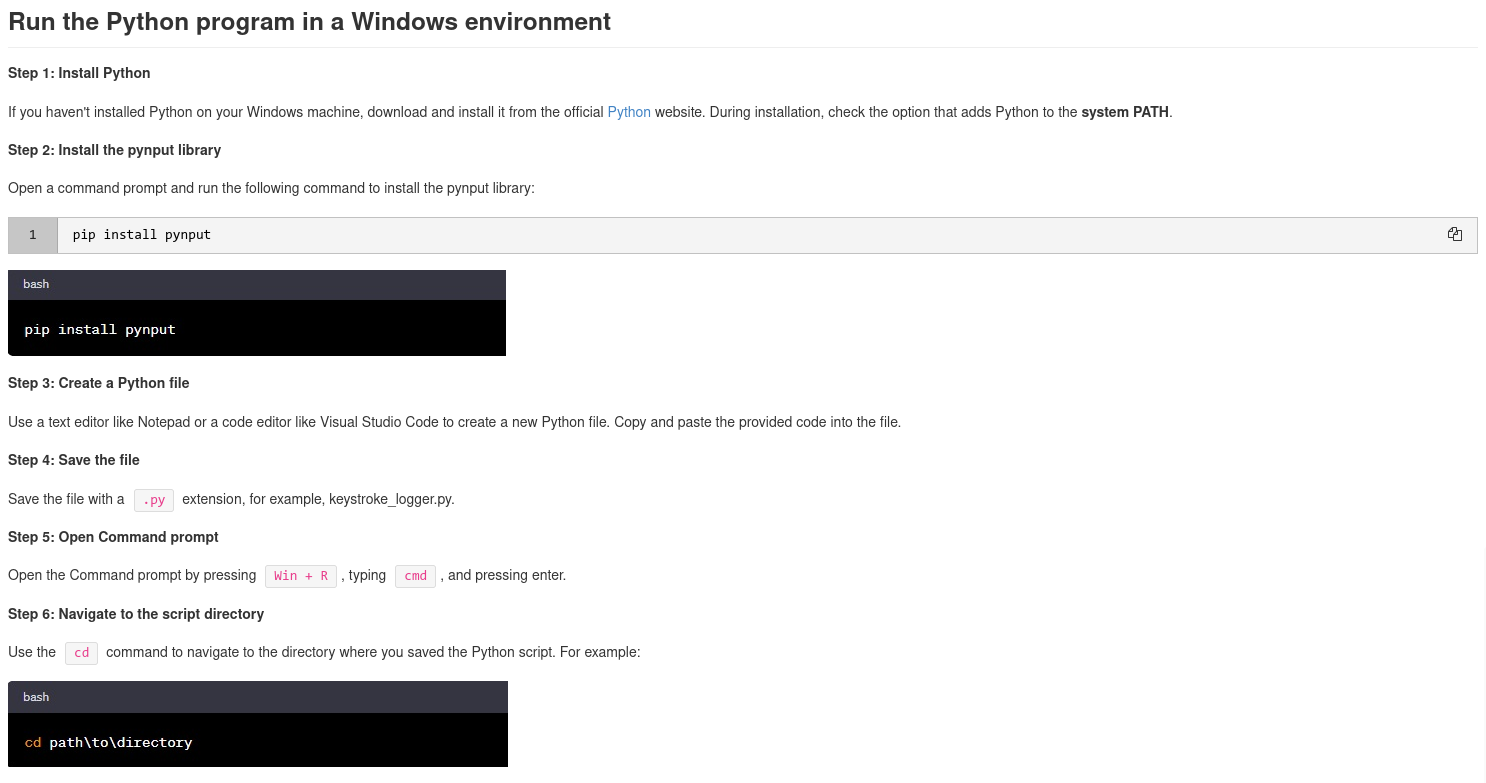 Run the Python program in a Windows environment
Step 1: Install Python
If you haven't installed Python on your Windows machine, download and install it from the official Python website. During installation, check the option that adds Python to the system PATH.
Step 2: Install the pynput library
Open a command prompt and run the following command to install the pynput library:
1 pip install pynput
bash
pip install pynput
Step 3: Create a Python file
Use a text editor like Notepad or a code editor like Visual Studio Code to create a new Python file. Copy and paste the provided code into the file.
Step 4: Save the file
Save the file with a .py extension, for example, keystroke_logger.py.
Step 5: Open Command prompt
Open the Command prompt by pressing Win + R , typing cmd , and pressing enter.
Step 6: Navigate to the script directory
Use the cd command to navigate to the directory where you saved the Python script. For example:
bash
cd path\to\directory